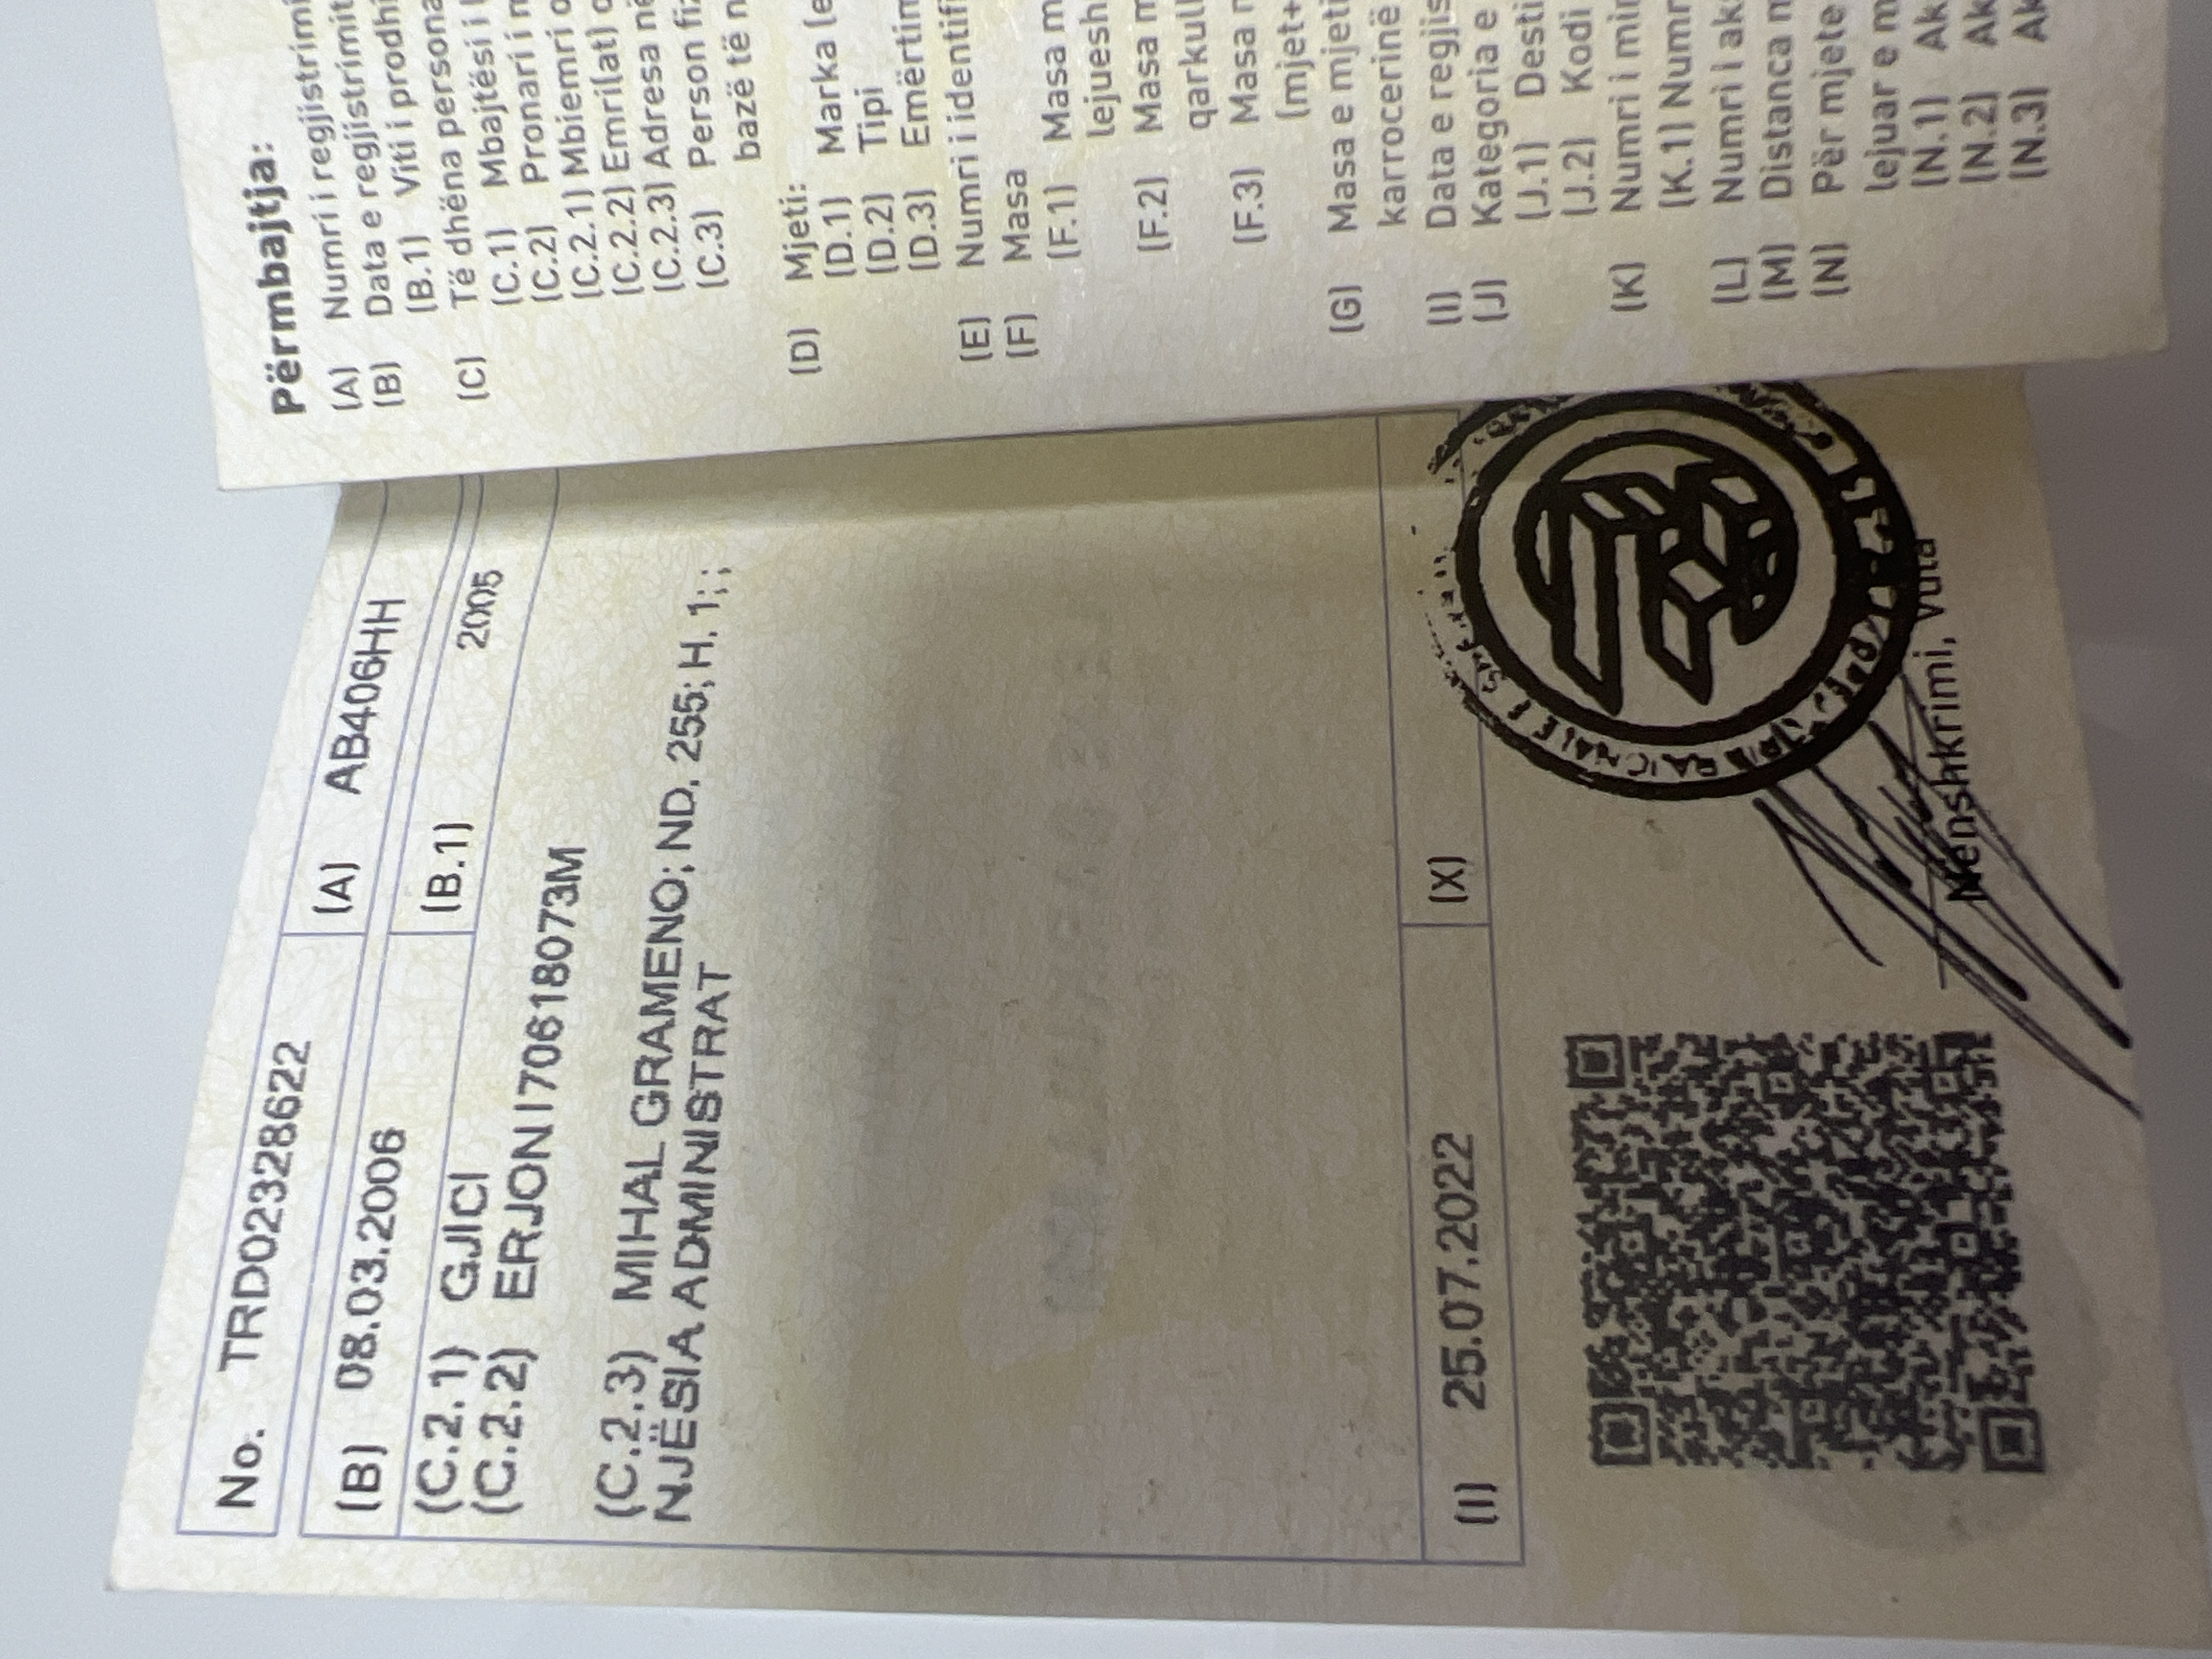 No. TRD02328622
(A) AB406HH
(B) 08.03.2006
(B.1) 2005
(C.2.1) GJICI
(C.2.2) ERJON I70618073M
(C.2.3) MIHAL GRAMENO; ND. 255; H. 1; ;
NJËSIA ADMINISTRAT
(I) 25.07.2022
(X)
Nënshkrimi, vula
Përmbajtja:
(A) Numri i regjistrimi
(B) Data e regjistrimit
(B.1) Viti i prodhi
(C) Të dhëna persona
(C.1) Mbajtësi i
(C.2) Pronari i
(C.2.1) Mbiemri
(C.2.2) Emri(at)
(C.2.3) Adresa në
(C.3) Person
bazë të
(D) Mjeti:
(D.1) Marka
(D.2) Tipi
(D.3) Emërtim
(E) Numri i identifi
(F) Masa
(F.1) Masa m
lejuesh
(F.2) Masa m
qarkull
(F.3) Masa
(mjet+
(G) Masa e mjeti
karrocerinë
(I) Data e regjis
(J) Kategoria e
(J.1) Desti
(J.2) Kodi
(K) Numri i mi
(K.1) Numr
(L) Numri i ak
(M) Distanca
(N) Për mjete
lejuar e m
(N.1) Ak
(N.2) Ak
(N.3) Ak